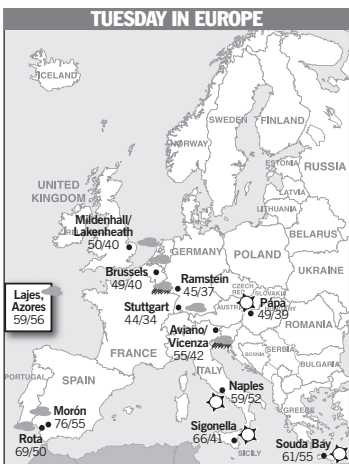 TUESDAY IN EUROPE
ICELAND
SWEDEN
FINLAND
NORWAY
ESTONIA
RUSSIA
LATVIA
LITHUANIA
UNITED
KINGDOM
BELARUS
Mildenhall/
Lakenheath
50/40
GERMANY
POLAND
UKRAINE
Brussels
49/40
Ramstein
45/37
CZECH
REP.
SLOVAKIA
Lajes,
Azores
59/56
Stuttgart
44/34
Pápa
49/39
ROMANIA
Aviano/
Vicenza
55/42
FRANCE
BOSNIA
SERBIA
BULGARIA
ITALY
PORTUGAL
SPAIN
Naples
59/52
GREECE
Morón
76/55
Rota
69/50
Sigonella
66/41
SICILY
Souda Bay
61/55